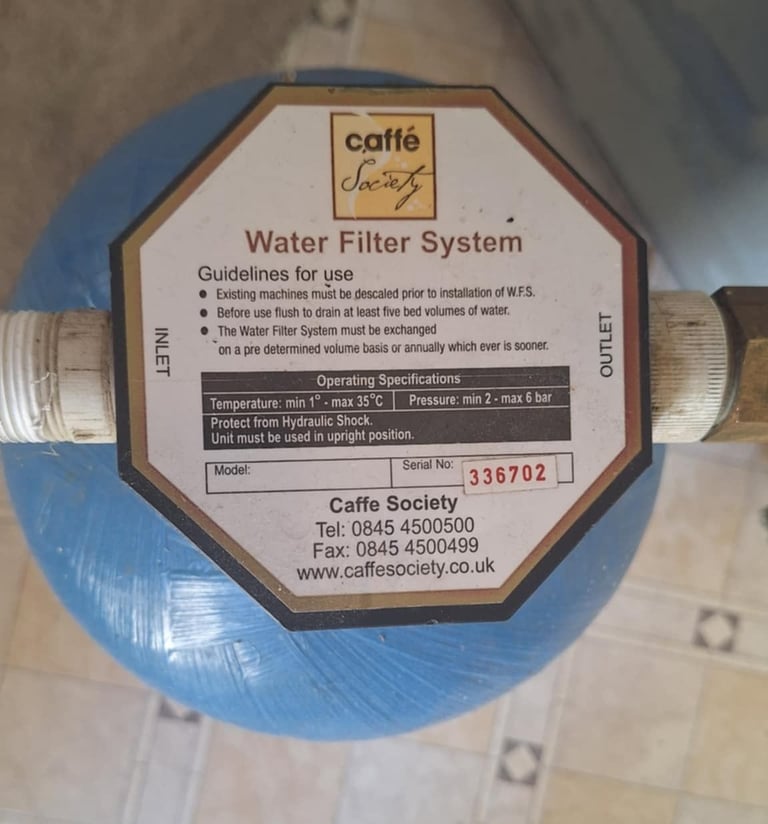 caffé
Society
Water Filter System
Guidelines for use
● Existing machines must be descaled prior to installation of W.F.S.
● Before use flush to drain at least five bed volumes of water.
● The Water Filter System must be exchanged
on a pre determined volume basis or annually which ever is sooner.
INLET
OUTLET
Operating Specifications
Temperature: min 1° - max 35°C | Pressure: min 2 - max 6 bar
Protect from Hydraulic Shock.
Unit must be used in upright position.
Model:
Serial No: 336702
Caffe Society
Tel: 0845 4500500
Fax: 0845 4500499
www.caffesociety.co.uk